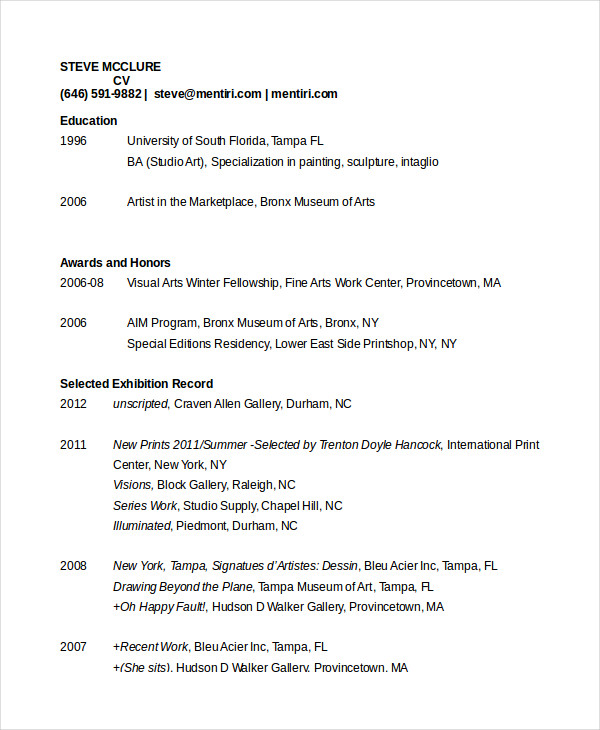 STEVE MCCLURE
CV
(646) 591-9882 | steve@mentiri.com | mentiri.com
Education
1996 University of South Florida, Tampa FL
BA (Studio Art), Specialization in painting, sculpture, intaglio
2006 Artist in the Marketplace, Bronx Museum of Arts
Awards and Honors
2006-08 Visual Arts Winter Fellowship, Fine Arts Work Center, Provincetown, MA
2006 AIM Program, Bronx Museum of Arts, Bronx, NY
Special Editions Residency, Lower East Side Printshop, NY, NY
Selected Exhibition Record
2012 unscripted, Craven Allen Gallery, Durham, NC
2011 New Prints 2011/Summer -Selected by Trenton Doyle Hancock, International Print
Center, New York, NY
Visions, Block Gallery, Raleigh, NC
Series Work, Studio Supply, Chapel Hill, NC
Illuminated, Piedmont, Durham, NC
2008 New York, Tampa, Signatues d’Artistes: Dessin, Bleu Acier Inc, Tampa, FL
Drawing Beyond the Plane, Tampa Museum of Art, Tampa, FL
+Oh Happy Fault!, Hudson D Walker Gallery, Provincetown, MA
2007 +Recent Work, Bleu Acier Inc, Tampa, FL
+(She sits), Hudson D Walker Gallery, Provincetown, MA